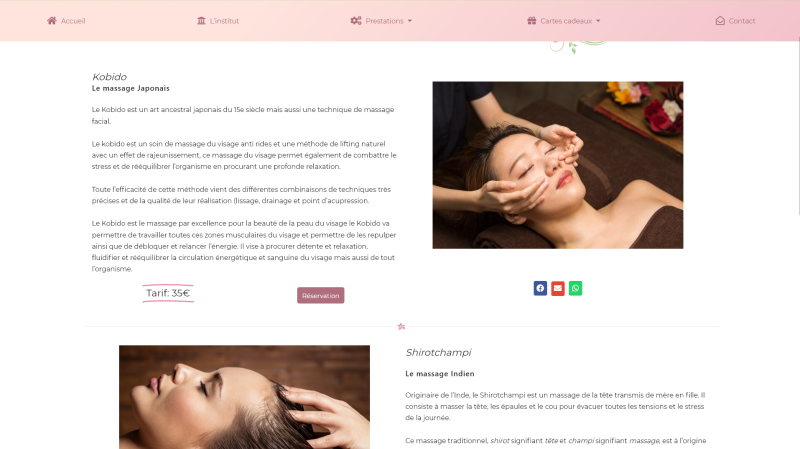 Accueil
L'institut
Prestations
Cartes cadeaux
Contact
Kobido
Le massage Japonais
Le Kobido est un art ancestral japonais du 15e siècle mais aussi une technique de massage
facial.
Le kobido est un soin de massage du visage anti rides et une méthode de lifting naturel
avec un effet de rajeunissement, ce massage du visage permet également de combattre le
stress et de rééquilibrer l'organisme en procurant une profonde relaxation.
Toute l'efficacité de cette méthode vient des différentes combinaisons de techniques très
précises et de la qualité de leur réalisation (lissage, drainage et point d'acupression.
Le Kobido est le massage par excellence pour la beauté de la peau du visage le Kobido va
permettre de travailler toutes ces zones musculaires du visage et permettre de les repulper
ainsi que de débloquer et relancer l'énergie. Il vise à procurer détente et relaxation,
fluidifier et rééquilibrer la circulation énergétique et sanguine du visage mais aussi de tout
l'organisme.
Tarif: 35€
Réservation
Shirotchampi
Le massage Indien
Originaire de l'Inde, le Shirotchampi est un massage de la tête transmis de mère en fille. Il
consiste à masser la tête, les épaules et le cou pour évacuer toutes les tensions et le stress
de la journée.
Ce massage traditionnel, shirot signifiant tête et champi signifiant massage, est à l'origine